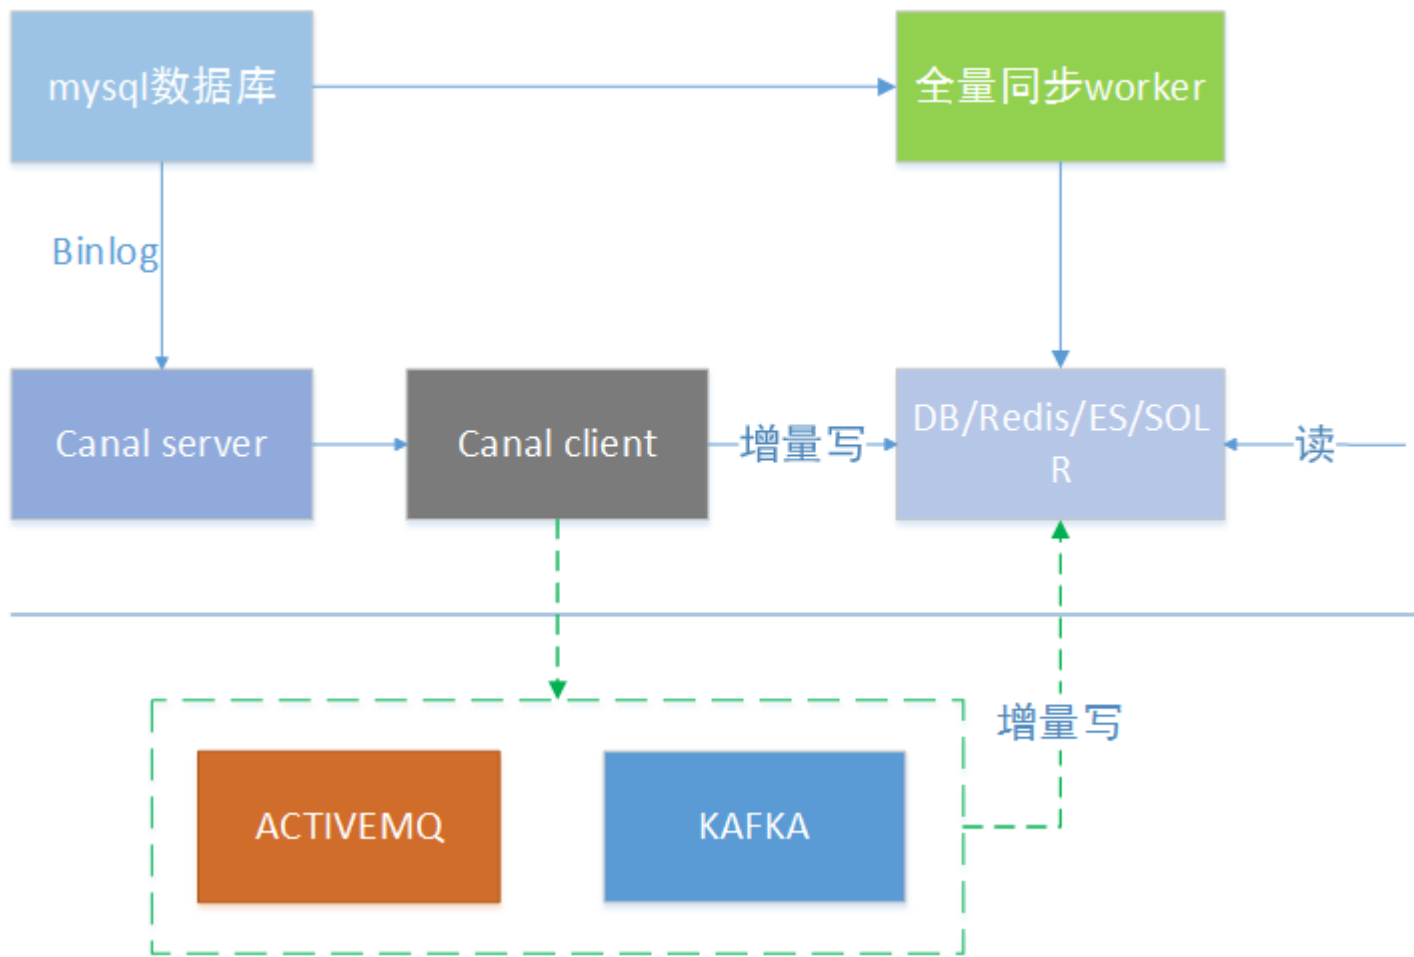 mysql数据库
全量同步worker
Binlog
Canal server
Canal client
增量写
DB/Redis/ES/SOL
R
读
增量写
ACTIVEMQ
KAFKA